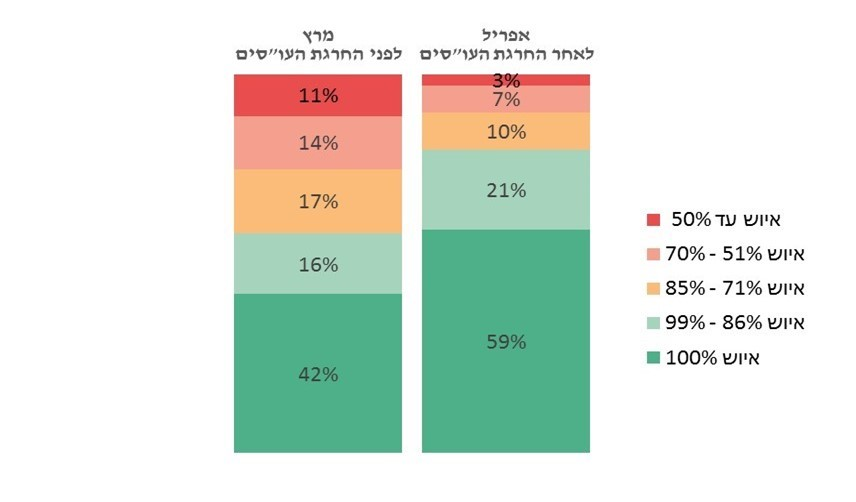 מרץ
לפני החרגת העו"סים
אפריל
לאחר החרגת העו"סים
11%
14%
17%
16%
42%
3%
7%
10%
21%
59%
איוש עד 50%
איוש 51% - 70%
איוש 71% - 85%
איוש 86% - 99%
איוש 100%